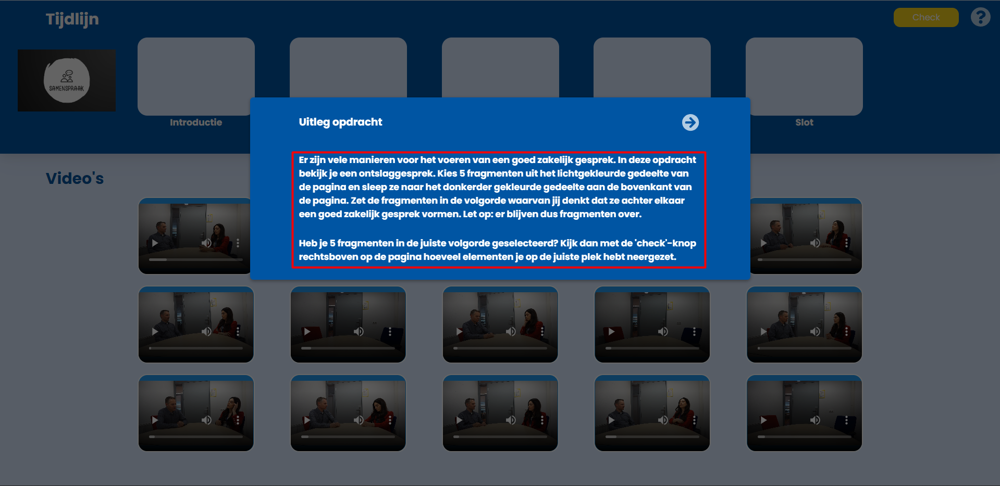 Tijdlijn
Check
?
SAMENSPRAAK
Introductie
Slot
Uitleg opdracht
Er zijn vele manieren voor het voeren van een goed zakelijk gesprek. In deze opdracht
bekijk je een ontslaggesprek. Kies 5 fragmenten uit het lichtgekleurde gedeelte van
de pagina en sleep ze naar het donkerder gekleurde gedeelte aan de bovenkant van
de pagina. Zet de fragmenten in de volgorde waarvan jij denkt dat ze achter elkaar
een goed zakelijk gesprek vormen. Let op: er blijven dus fragmenten over.
Heb je 5 fragmenten in de juiste volgorde geselecteerd? Kijk dan met de 'check'-knop
rechtsboven op de pagina hoeveel elementen je op de juiste plek hebt neergezet.
Video's